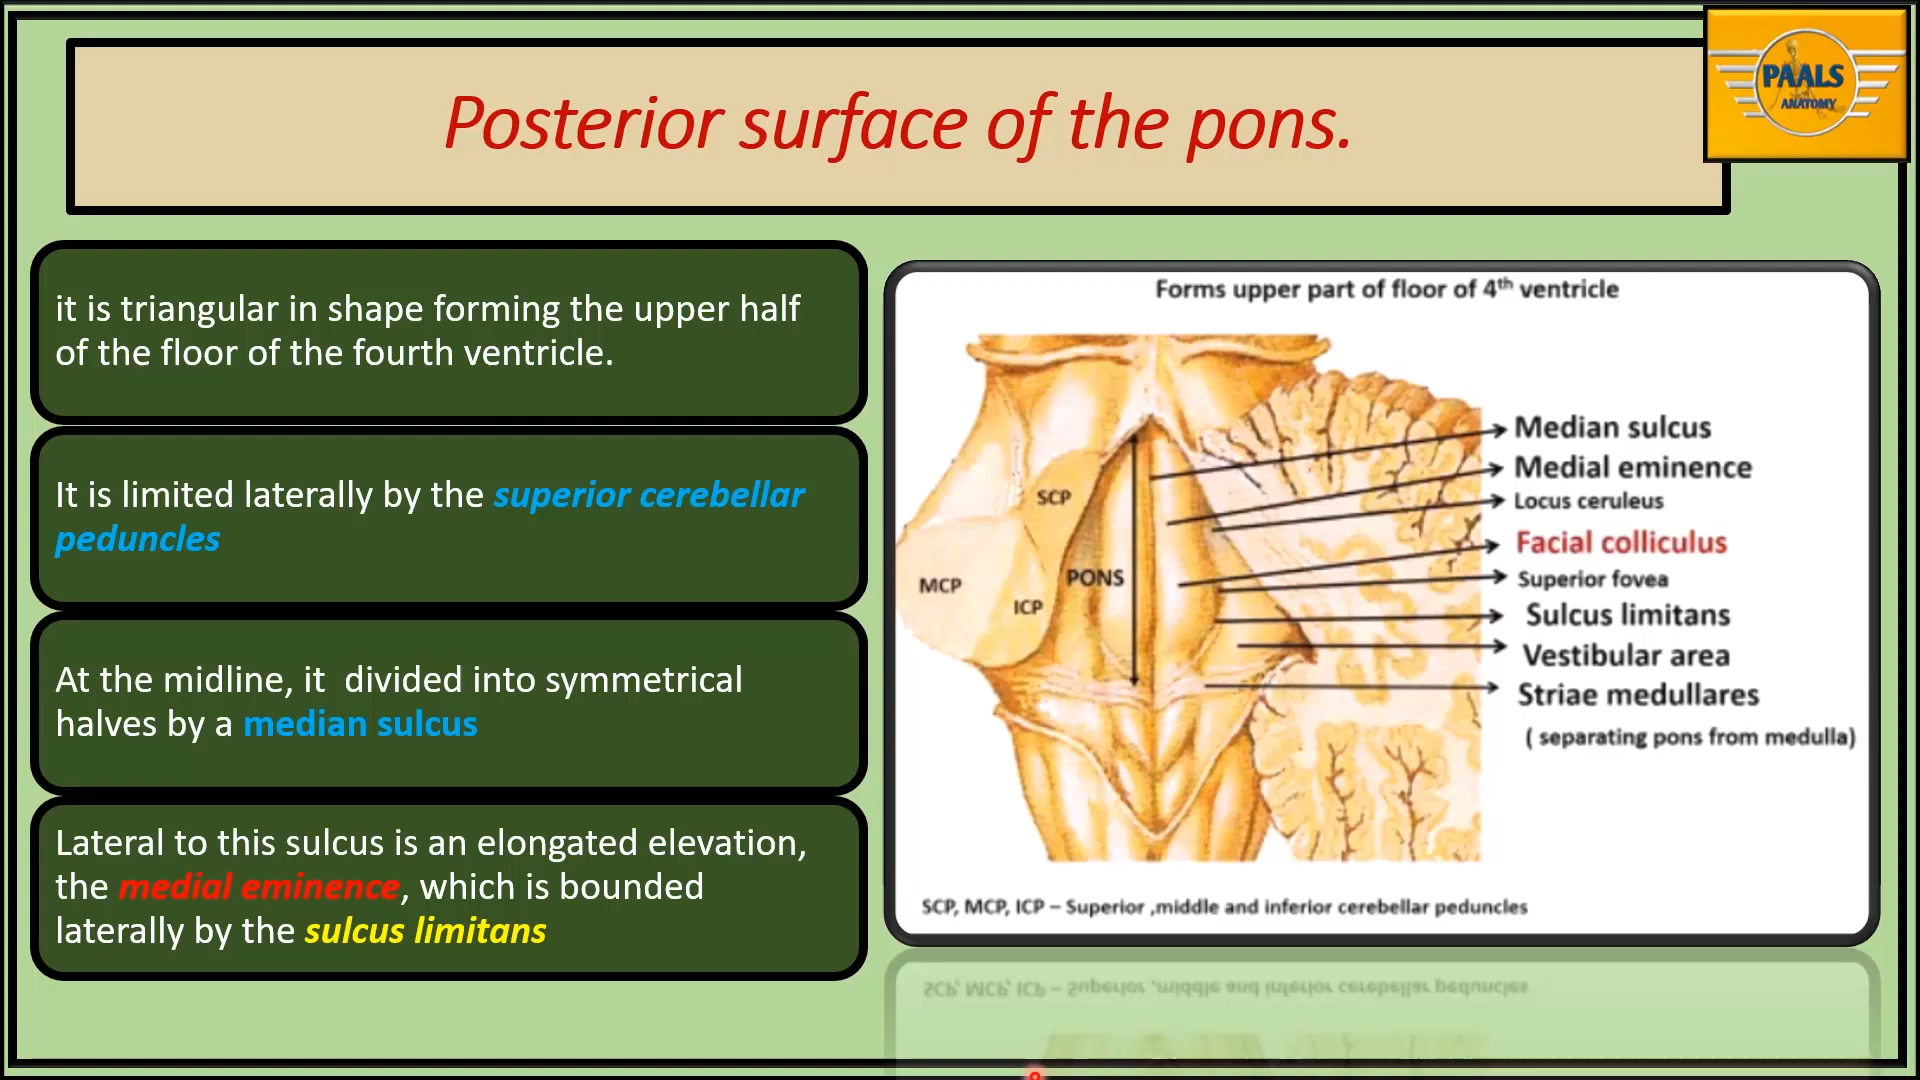 Posterior surface of the pons.
PAALS
ANATOMY
it is triangular in shape forming the upper half
of the floor of the fourth ventricle.
It is limited laterally by the superior cerebellar
peduncles
At the midline, it  divided into symmetrical
halves by a median sulcus
Lateral to this sulcus is an elongated elevation,
the medial eminence, which is bounded
laterally by the sulcus limitans
Forms upper part of floor of 4th ventricle
Median sulcus
Medial eminence
Locus ceruleus
Facial colliculus
Superior fovea
Sulcus limitans
Vestibular area
Striae medullares
( separating pons from medulla)
SCP
PONS
MCP
ICP
SCP, MCP, ICP – Superior ,middle and inferior cerebellar peduncles